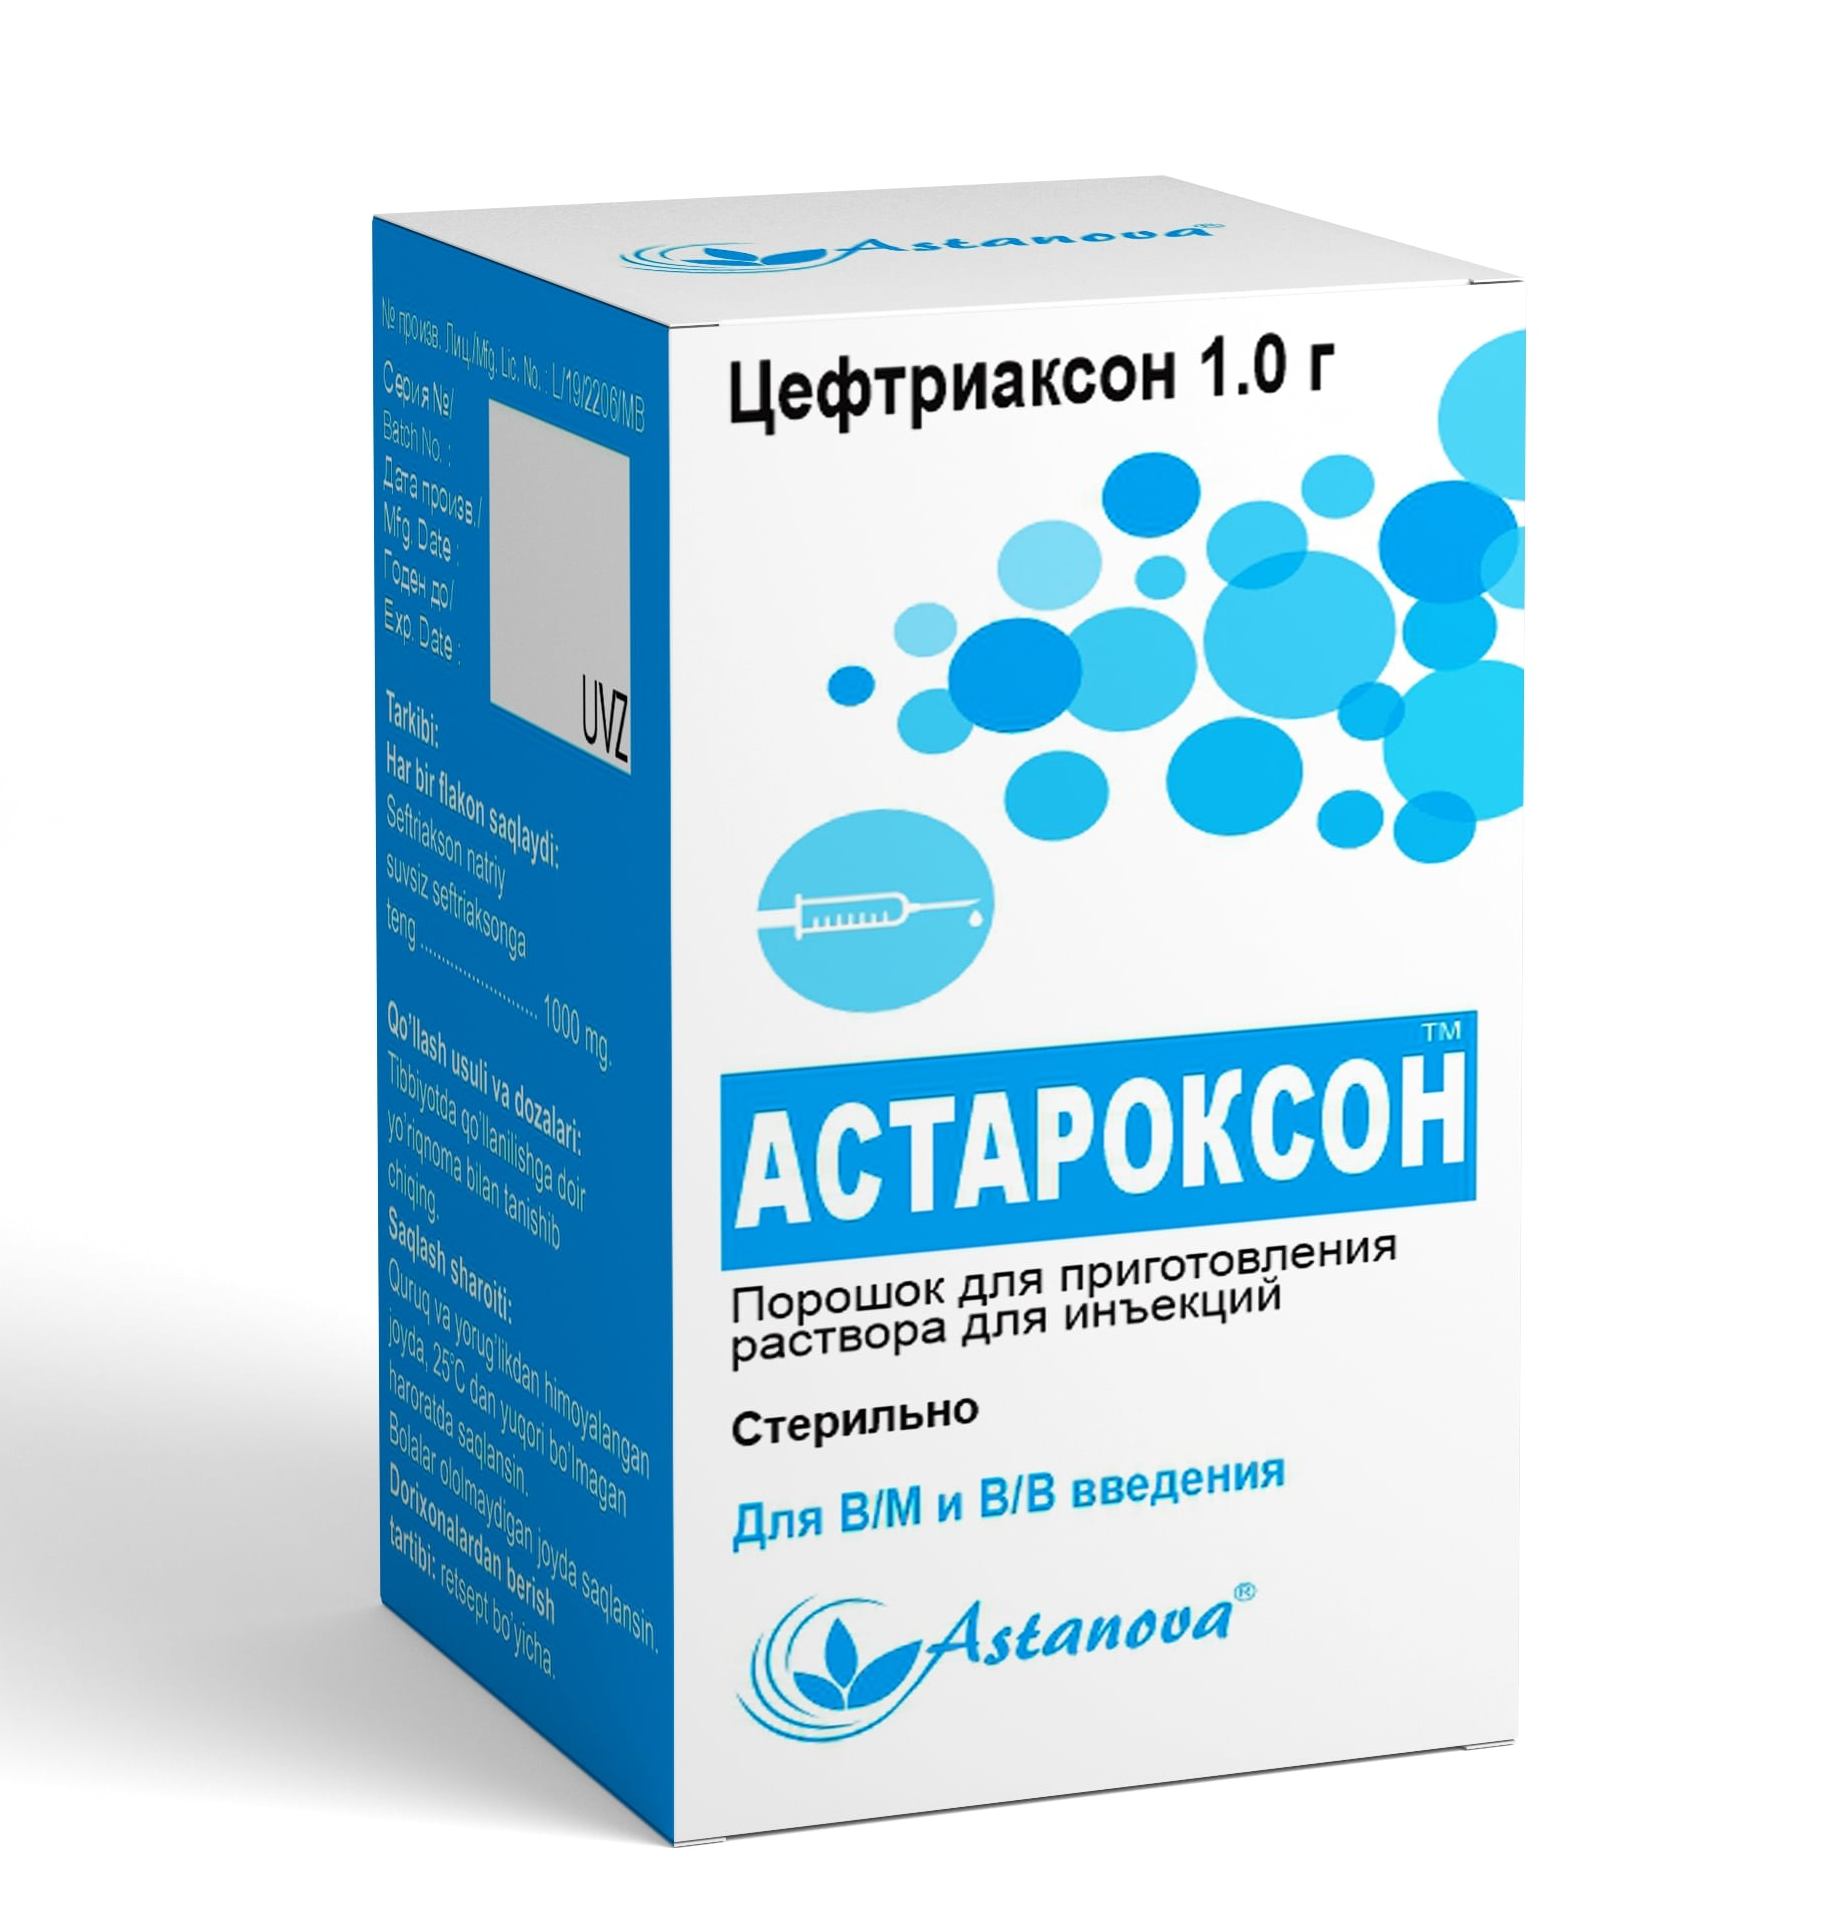 Astanova®
Цефтриаксон 1.0 г
АСТАРОКСОН™
Порошок для приготовления
раствора для инъекций
Стерильно
Для В/М и В/В введения
Astanova®
№ произв. Лиц./Mfg. Lic. No. : L/19/2206/MB
Серия №/
Batch No. :
Дата произв./
Mfg. Date :
Годен до/
Exp. Date :
UVZ
Tarkibi:
Har bir flakon saqlaydi:
Seftriakson natriy
suvsiz seftriaksonga
teng ........................ 1000 mg.
Qo'llash usuli va dozalari:
Tibbiyotda qo'llanilishga doir
yo'riqnoma bilan tanishib
chiqing.
Saqlash sharoiti:
Quruq va yorug'likdan himoyalangan
joyda, 25°C dan yuqori bo'lmagan
haroratda saqlansin.
Bolalar ololmaydigan joyda saqlansin.
Dorixonalardan berish
tartibi: retsept bo'yicha.